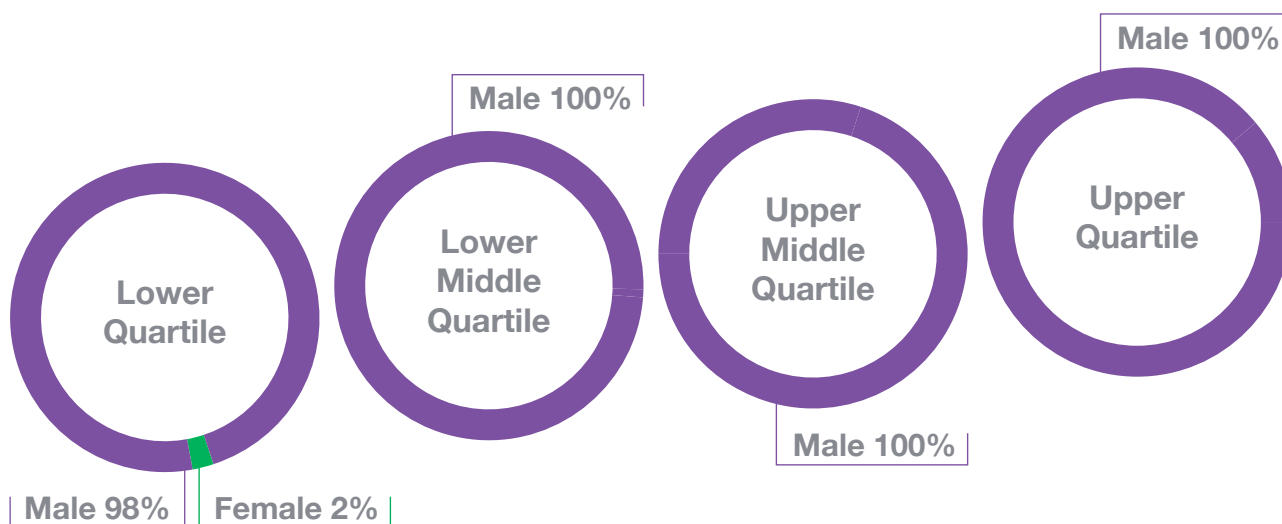 Male 100%
Male 100%
Upper
Middle
Quartile
Upper
Quartile
Lower
Middle
Quartile
Lower
Quartile
Male 100%
Male 98%
Female 2%